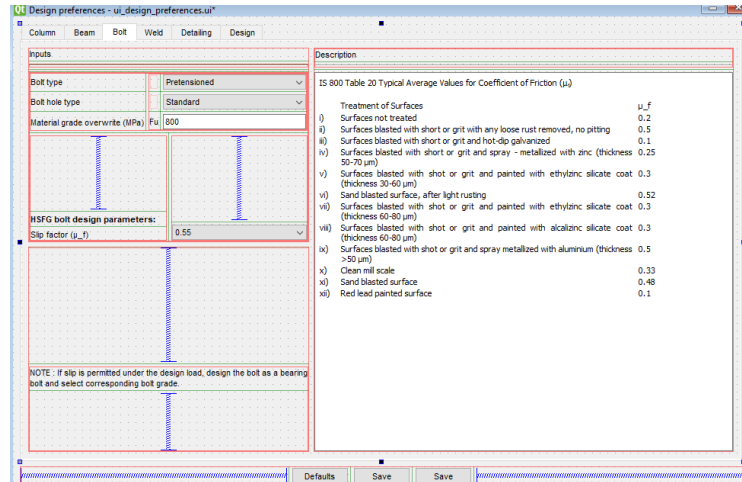 Qt Design preferences - ui_design_preferences.ui*
Column Beam Bolt Weld Detailing Design
Inputs
Bolt type Pretensioned
Bolt hole type Standard
Material grade overwrite (MPa) Fu 800
HSFG bolt design parameters:
Slip factor (µ_f) 0.55
NOTE : If slip is permitted under the design load, design the bolt as a bearing
bolt and select corresponding bolt grade.
Description
IS 800 Table 20 Typical Average Values for Coefficient of Friction (µₑ)
Treatment of Surfaces µ_f
i) Surfaces not treated 0.2
ii) Surfaces blasted with short or grit with any loose rust removed, no pitting 0.5
iii) Surfaces blasted with short or grit and hot-dip galvanized 0.1
iv) Surfaces blasted with short or grit and spray - metallized with zinc (thickness 0.25
50-70 µm)
v) Surfaces blasted with shot or grit and painted with ethylzinc silicate coat 0.3
(thickness 30-60 µm)
vi) Sand blasted surface, after light rusting 0.52
vii) Surfaces blasted with shot or grit and painted with ethylzinc silicate coat 0.3
(thickness 60-80 µm)
viii) Surfaces blasted with shot or grit and painted with alcalizinc silicate coat 0.3
(thickness 60-80 µm)
ix) Surfaces blasted with shot or grit and spray metallized with aluminium (thickness 0.5
>50 µm)
x) Clean mill scale 0.33
xi) Sand blasted surface 0.48
xii) Red lead painted surface 0.1
Defaults Save Save